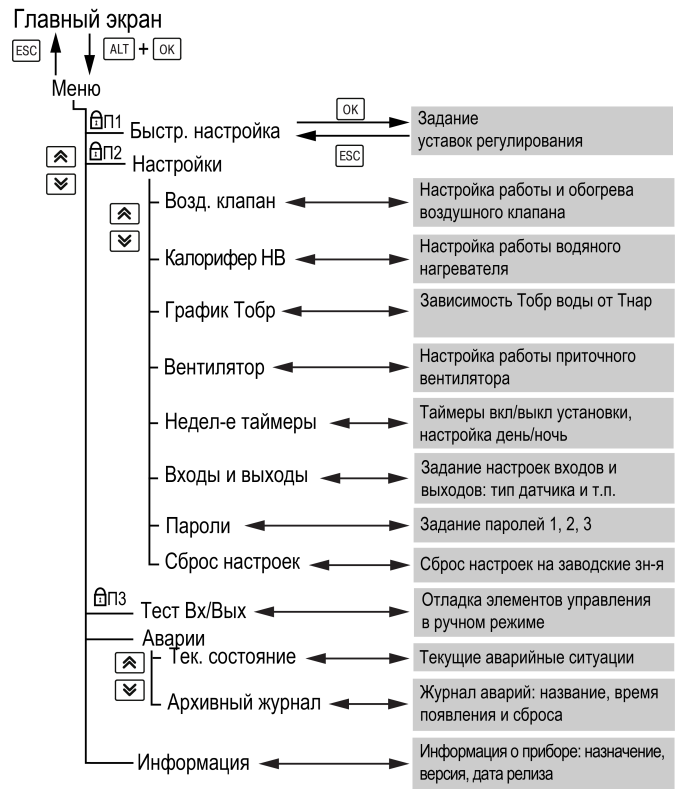 Главный экран
ESC ALT + OK
Меню
П1 Быстр. настройка OK ESC Задание
уставок регулирования
П2 Настройки
Возд. клапан Настройка работы и обогрева
воздушного клапана
Калорифер НВ Настройка работы водяного
нагревателя
График Тобр Зависимость Тобр воды от Тнар
Вентилятор Настройка работы приточного
вентилятора
Недел-е таймеры Таймеры вкл/выкл установки,
настройка день/ночь
Входы и выходы Задание настроек входов и
выходов: тип датчика и т.п.
Пароли Задание паролей 1, 2, 3
Сброс настроек Сброс настроек на заводские зн-я
П3 Тест Вх/Вых Отладка элементов управления
в ручном режиме
Аварии
Тек. состояние Текущие аварийные ситуации
Архивный журнал Журнал аварий: название, время
появления и сброса
Информация Информация о приборе: назначение,
версия, дата релиза